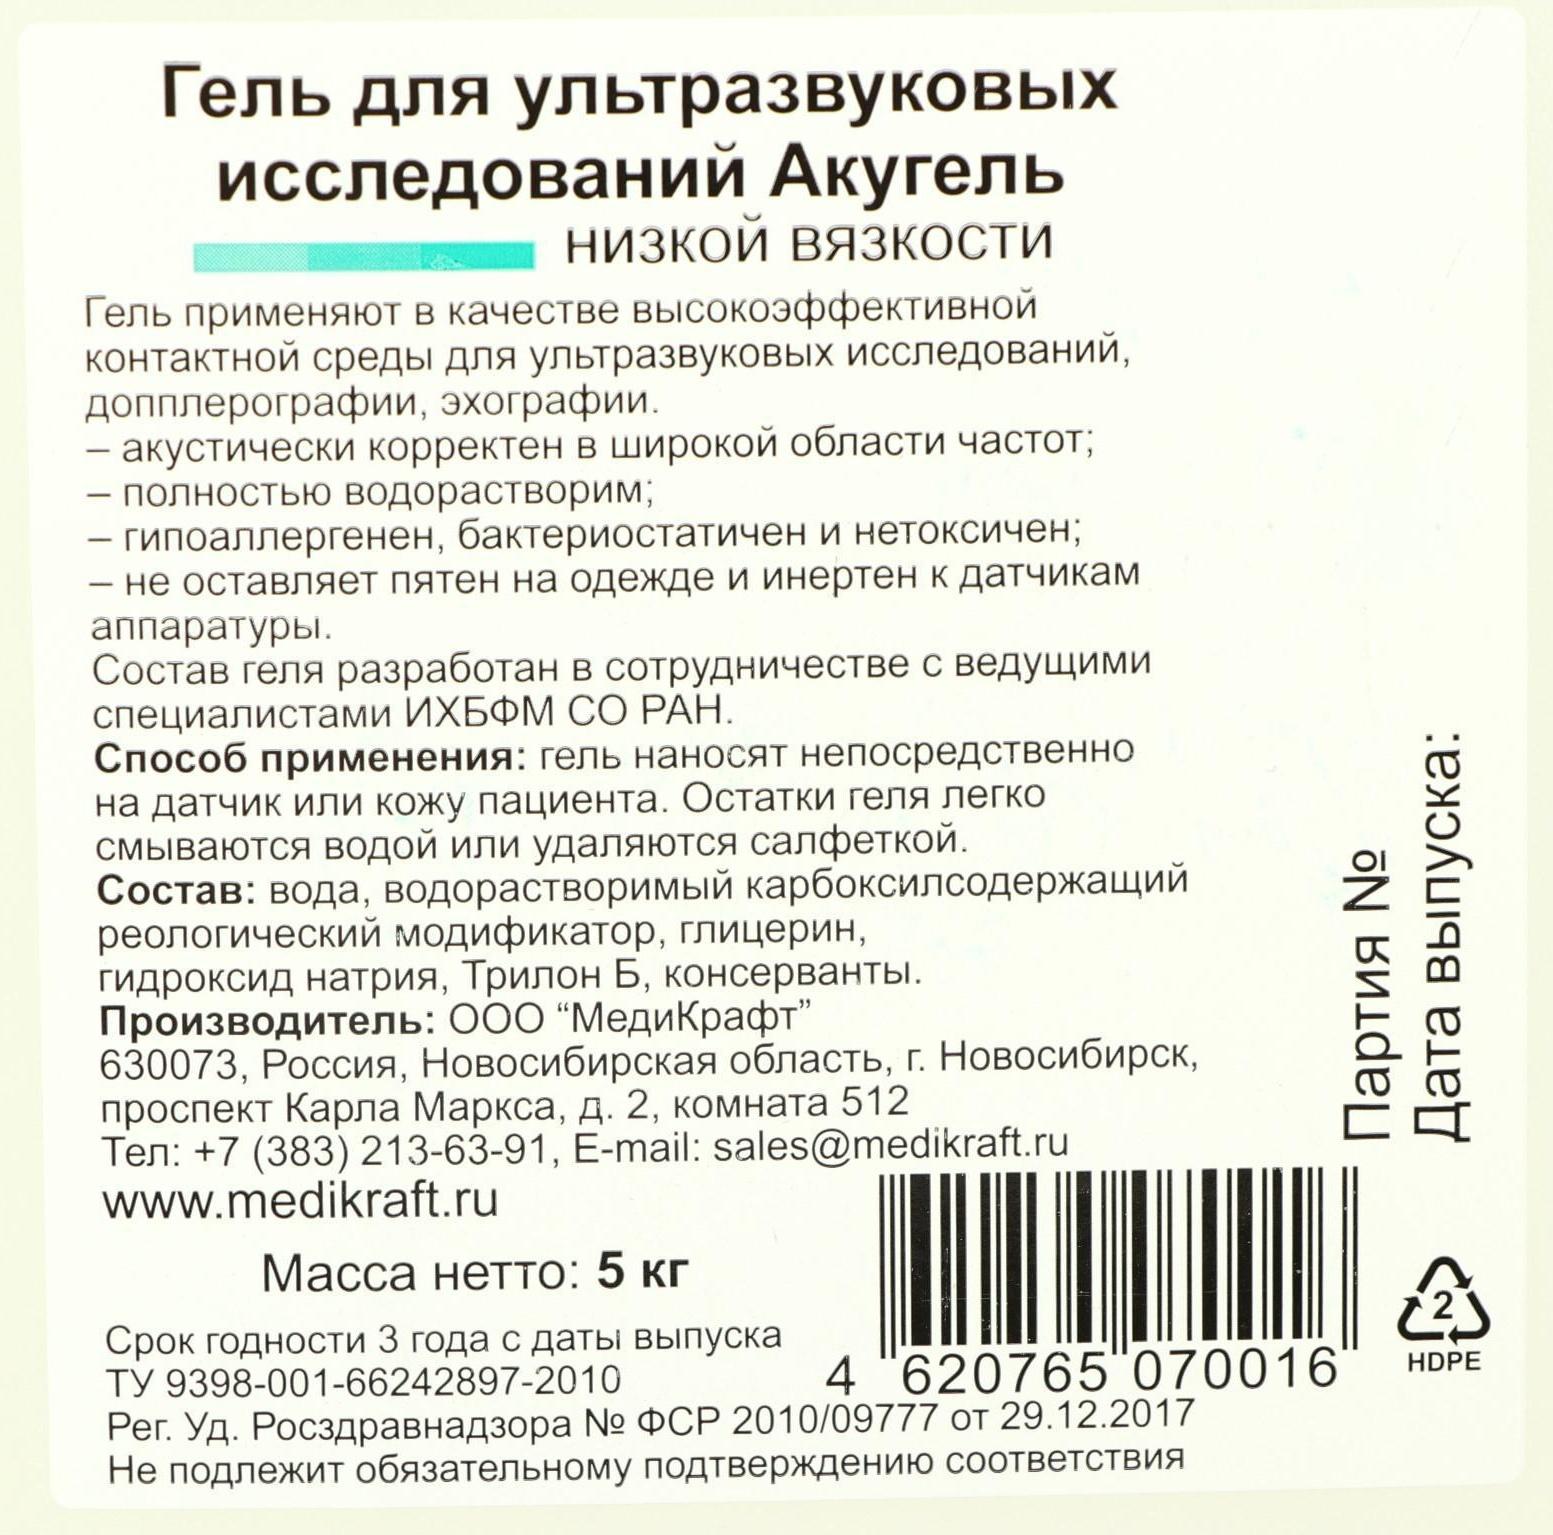 Гель для ультразвуковых
исследований Акугель
НИЗКОЙ ВЯЗКОСТИ
Гель применяют в качестве высокоэффективной
контактной среды для ультразвуковых исследований,
допплерографии, эхографии.
– акустически корректен в широкой области частот;
– полностью водорастворим;
– гипоаллергенен, бактериостатичен и нетоксичен;
– не оставляет пятен на одежде и инертен к датчикам
аппаратуры.
Состав геля разработан в сотрудничестве с ведущими
специалистами ИХБФМ СО РАН.
Способ применения: гель наносят непосредственно
на датчик или кожу пациента. Остатки геля легко
смываются водой или удаляются салфеткой.
Состав: вода, водорастворимый карбоксилсодержащий
реологический модификатор, глицерин,
гидроксид натрия, Трилон Б, консерванты.
Производитель: ООО “МедиКрафт”
630073, Россия, Новосибирская область, г. Новосибирск,
проспект Карла Маркса, д. 2, комната 512
Тел: +7 (383) 213-63-91, E-mail: sales@medikraft.ru
www.medikraft.ru
Масса нетто: 5 кг
Срок годности 3 года с даты выпуска
ТУ 9398-001-66242897-2010
Рег. Уд. Росздравнадзора № ФСР 2010/09777 от 29.12.2017
Не подлежит обязательному подтверждению соответствия
4 620765 070016
Партия №
Дата выпуска:
2
HDPE